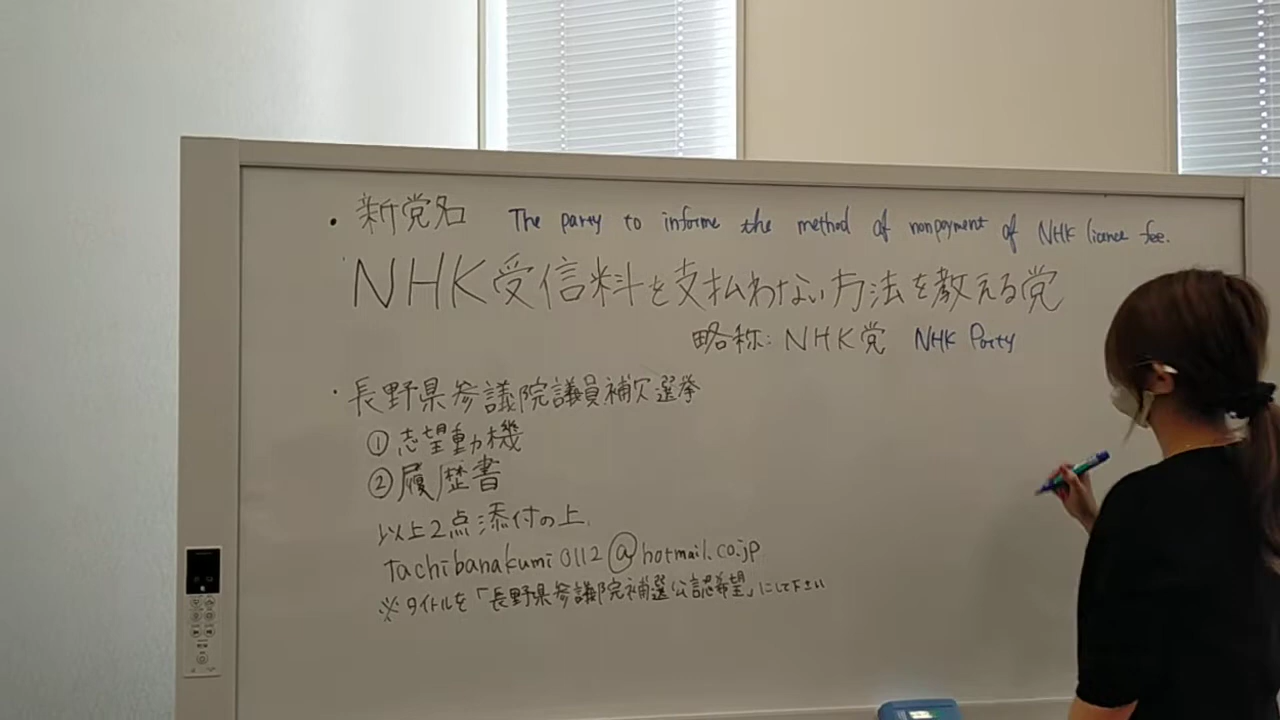 ・新党名 The party to informe the method of nonpayment of NHK licence fee.
NHK受信料を支払わない方法を教える党
略称:NHK党 NHK Party
・長野県参議院議員補欠選挙
①志望動機
②履歴書
以上2点添付の上
tachibanakumi0112@hotmail.co.jp
※タイトルを「長野県参議院補選公認希望」にして下さい